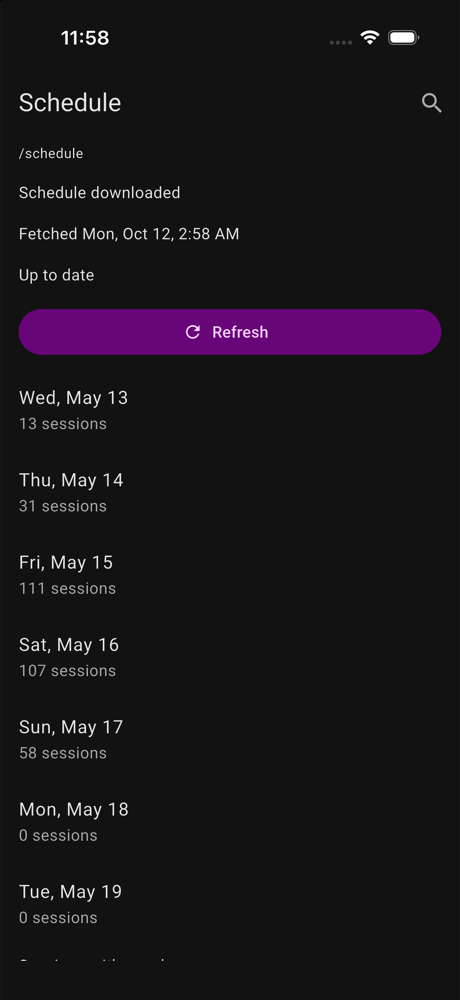 11:58
Schedule
/schedule
Schedule downloaded
Fetched Mon, Oct 12, 2:58 AM
Up to date
Refresh
Wed, May 13
13 sessions
Thu, May 14
31 sessions
Fri, May 15
111 sessions
Sat, May 16
107 sessions
Sun, May 17
58 sessions
Mon, May 18
0 sessions
Tue, May 19
0 sessions